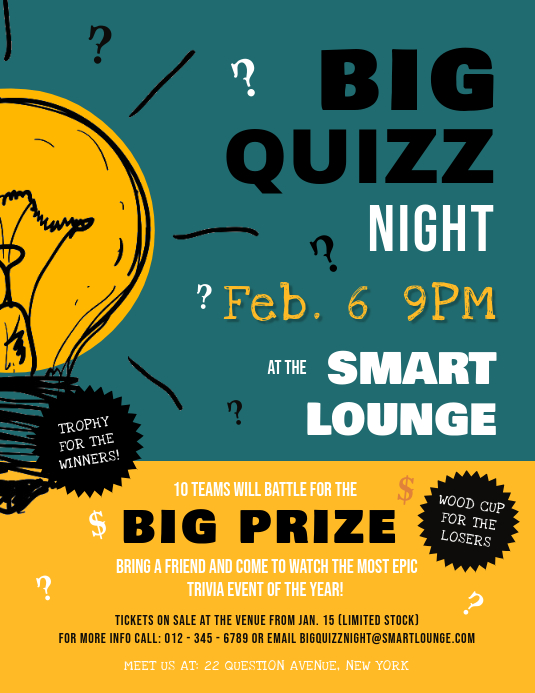 ?
?
BIG
QUIZZ
NIGHT
?
? Feb. 6 9PM
AT THE SMART
LOUNGE
?
TROPHY
FOR THE
WINNERS!
10 TEAMS WILL BATTLE FOR THE
$
$ BIG PRIZE
WOOD CUP
FOR THE
LOSERS
BRING A FRIEND AND COME TO WATCH THE MOST EPIC
TRIVIA EVENT OF THE YEAR!
?
?
TICKETS ON SALE AT THE VENUE FROM JAN. 15 (LIMITED STOCK)
FOR MORE INFO CALL: 012 - 345 - 6789 OR EMAIL BIGQUIZZNIGHT@SMARTLOUNGE.COM
MEET US AT: 22 QUESTION AVENUE, NEW YORK